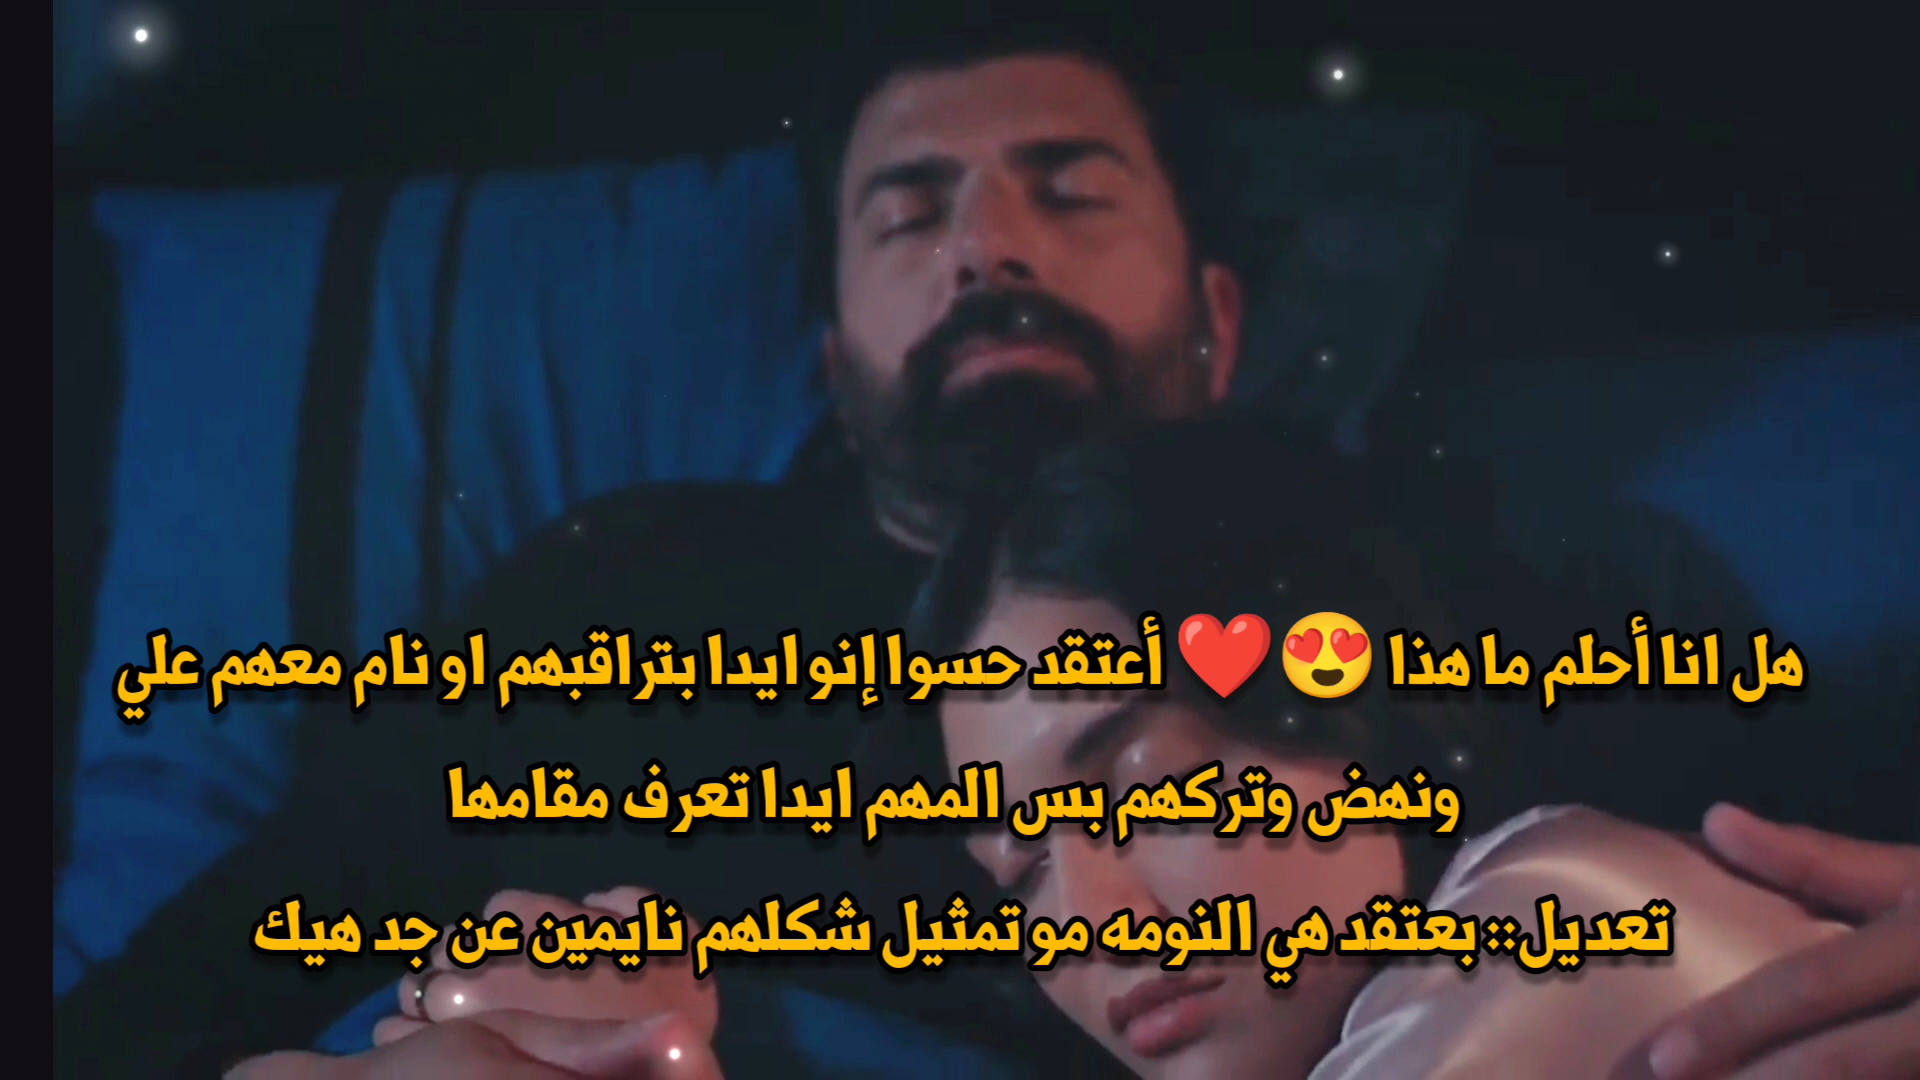 هل انا أحلم ما هذا 😍❤️ أعتقد حسوا إنو ايدا بتراقبهم او نام معهم علي
ونهض وتركهم بس المهم ايدا تعرف مقامها
تعديل:: بعتقد هي النومه مو تمثيل شكلهم نايمين عن جد هيك